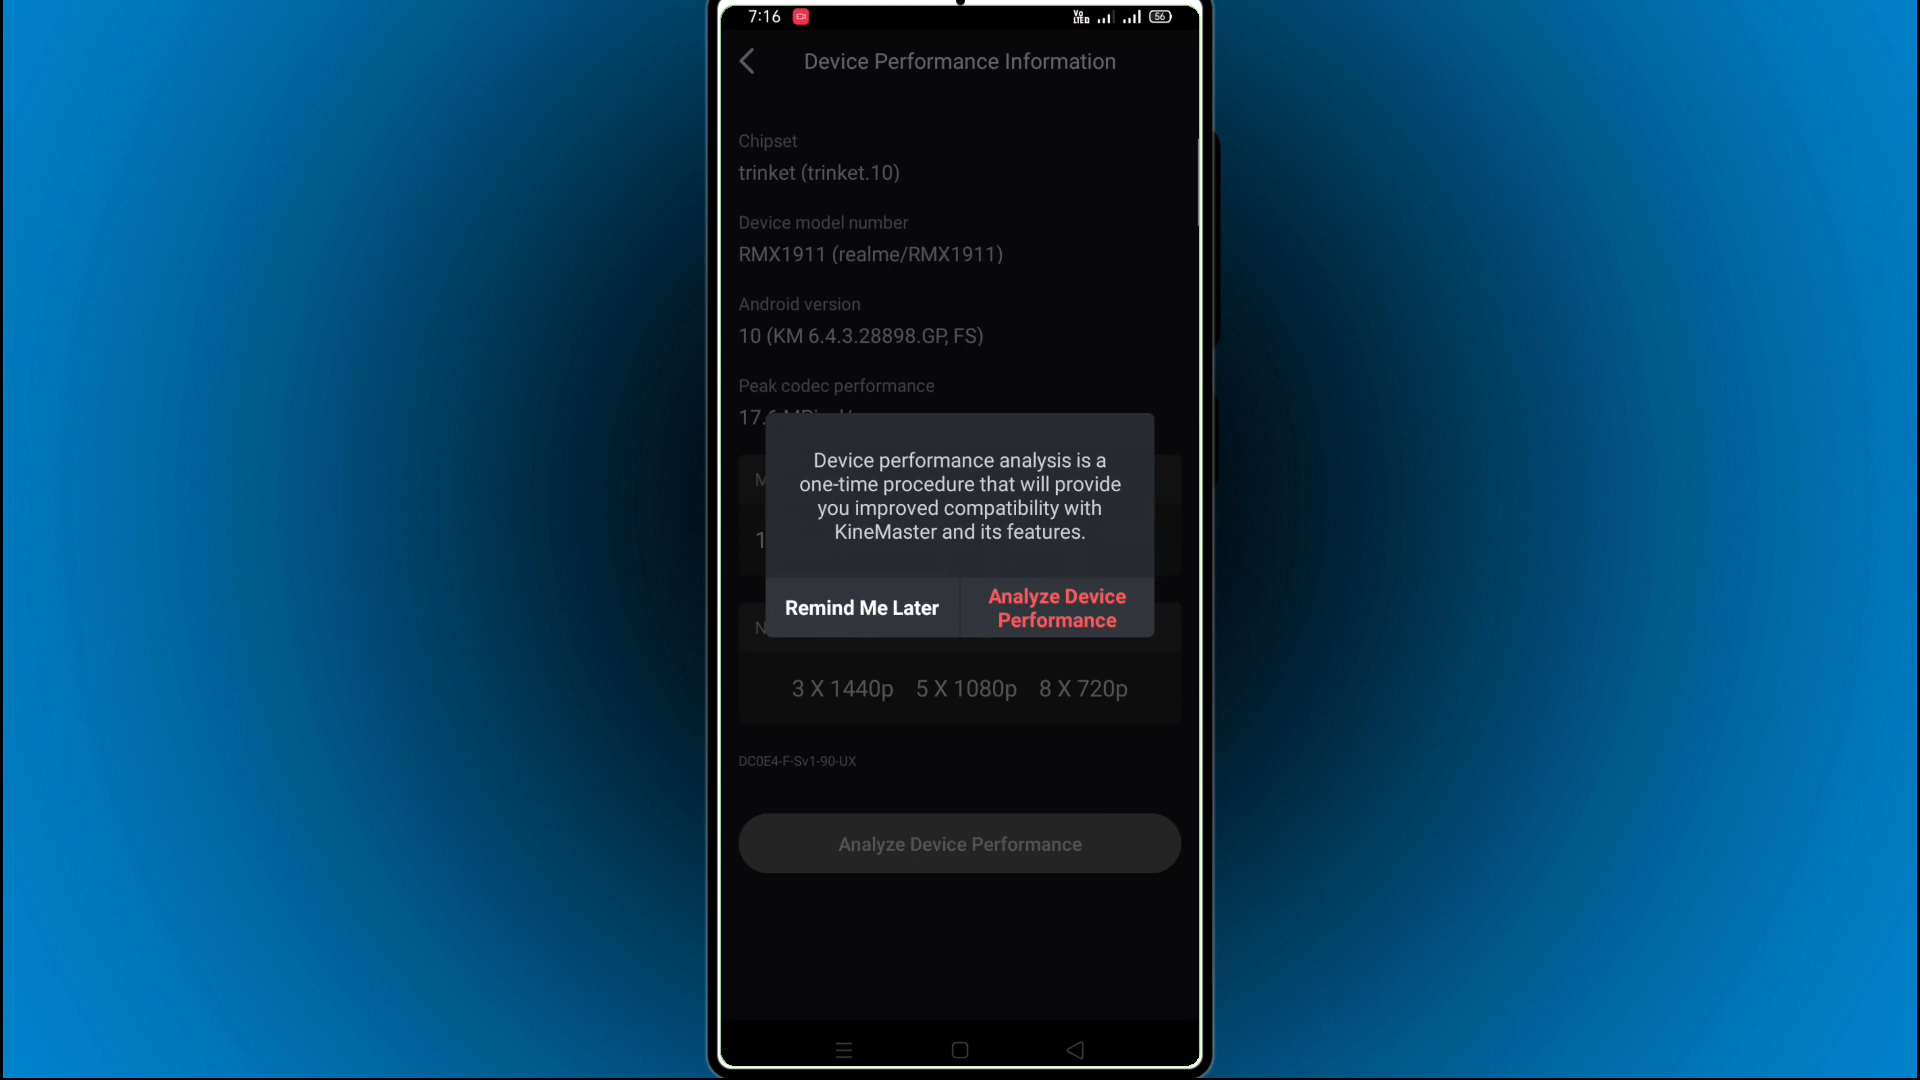 7:16
Vo
LTE
56
Device Performance Information
Chipset
trinket (trinket.10)
Device model number
RMX1911 (realme/RMX1911)
Android version
10 (KM 6.4.3.28898.GP, FS)
Peak codec performance
Device performance analysis is a
one-time procedure that will provide
you improved compatibility with
KineMaster and its features.
Remind Me Later
Analyze Device
Performance
3 X 1440p 5 X 1080p 8 X 720p
DC0E4-F-Sv1-90-UX
Analyze Device Performance